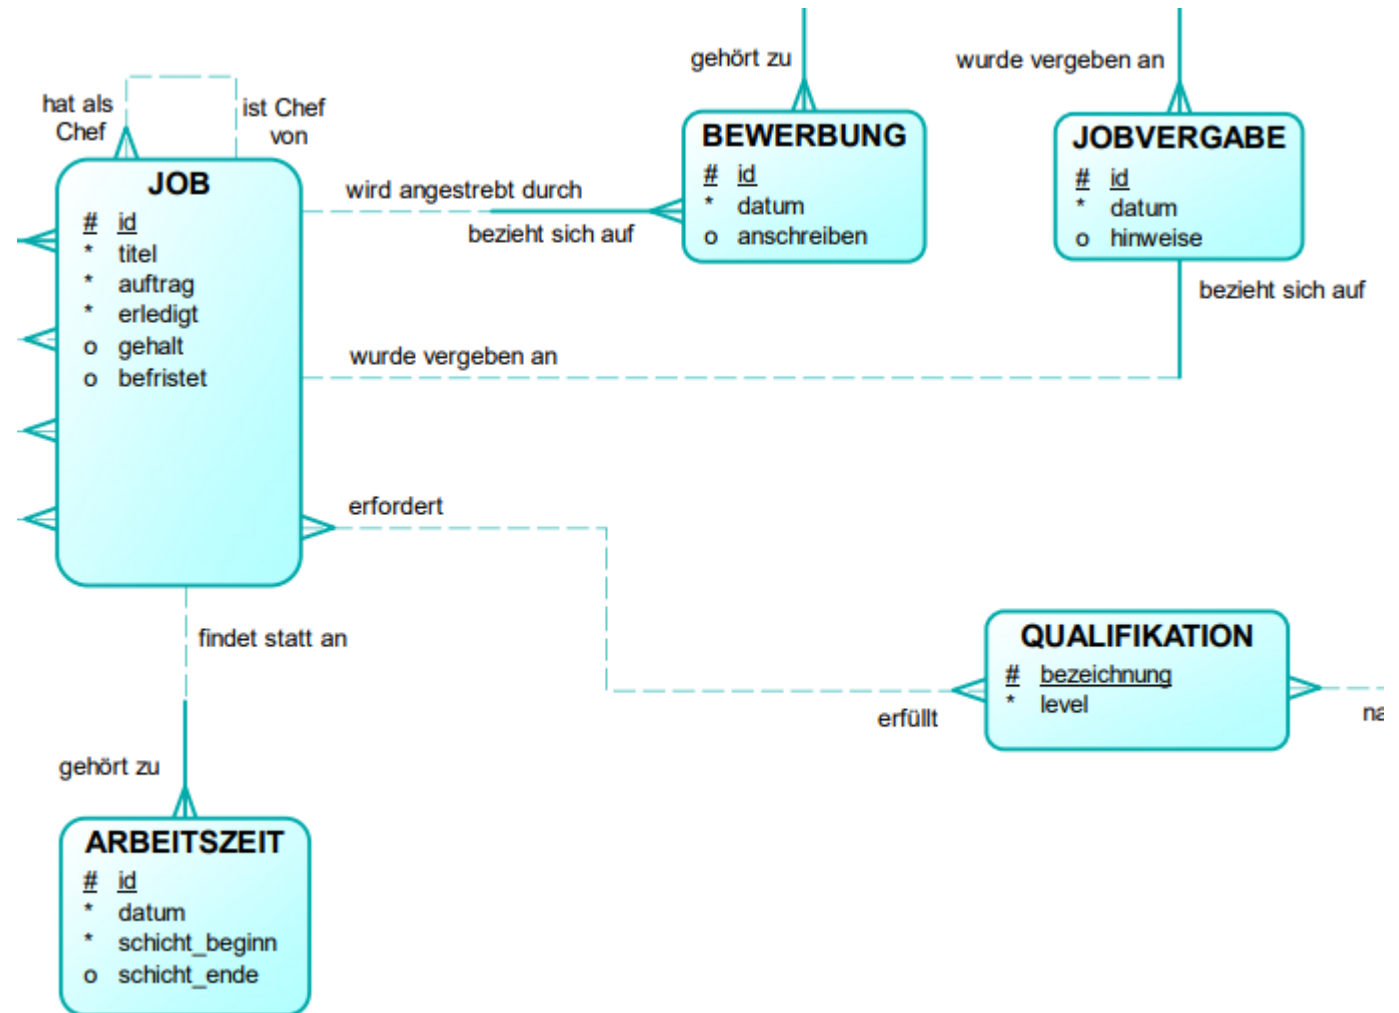 gehört zu
wurde vergeben an
hat als
Chef
ist Chef
von
BEWERBUNG
# id
* datum
o anschreiben
JOBVERGABE
# id
* datum
o hinweise
JOB
# id
* titel
* auftrag
* erledigt
o gehalt
o befristet
wird angestrebt durch
bezieht sich auf
bezieht sich auf
wurde vergeben an
erfordert
findet statt an
QUALIFIKATION
# bezeichnung
* level
erfüllt
na
gehört zu
ARBEITSZEIT
# id
* datum
* schicht_beginn
o schicht_ende